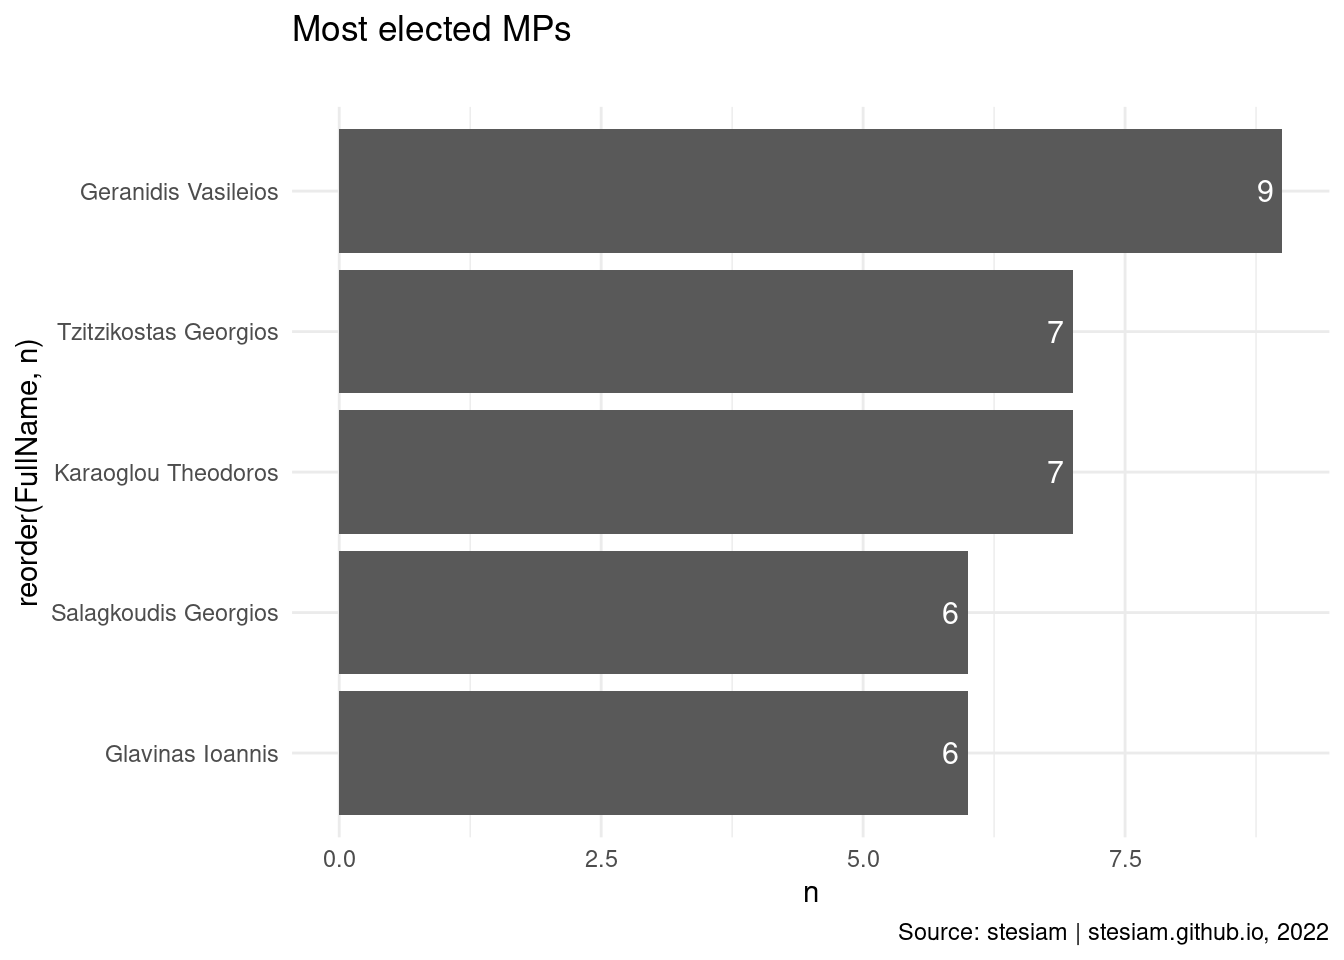 Most elected MPs
reorder(FullName, n)
Geranidis Vasileios
9
Tzitzikostas Georgios
7
Karaoglou Theodoros
7
Salagkoudis Georgios
6
Glavinas Ioannis
6
0.0 2.5 5.0 7.5
n
Source: stesiam | stesiam.github.io, 2022